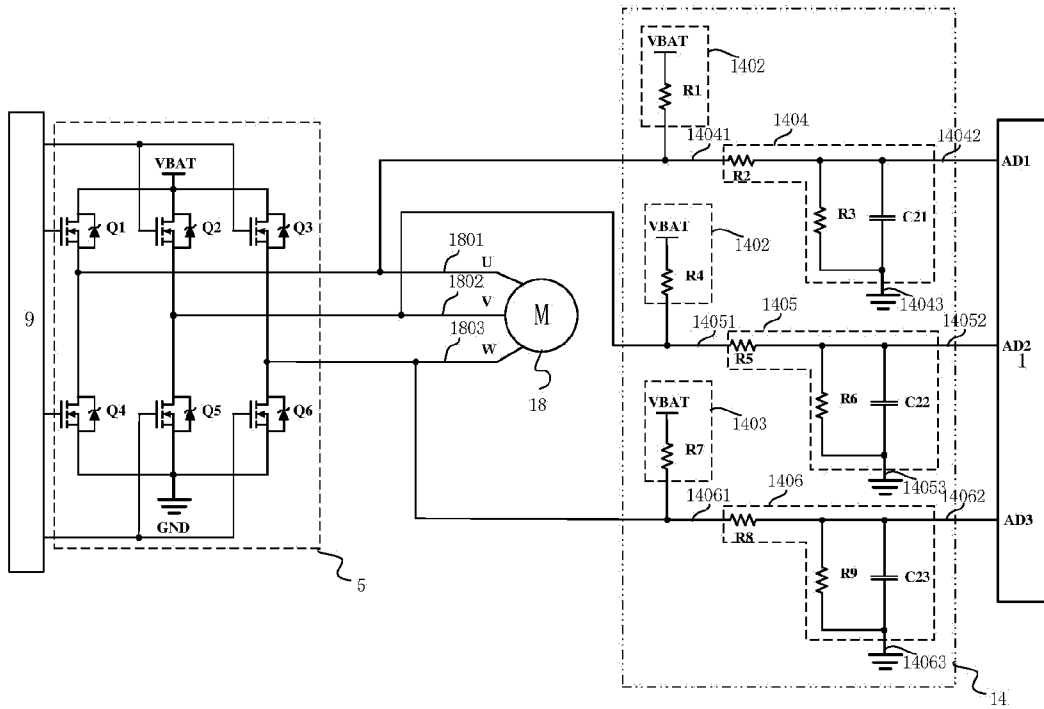 VBAT
1402
R1
1404
14041
14042
VBAT
AD1
R2
Q1
Q2
Q3
R3
C21
VBAT
1402
R4
1801
U
1802
V
14043
9
M
1803
14051
1405
14052
W
AD2
1
R5
18
VBAT
1403
Q4
Q5
Q6
R6
C22
R7
14053
14061
1406
14062
GND
AD3
R8
5
R9
C23
14063
14